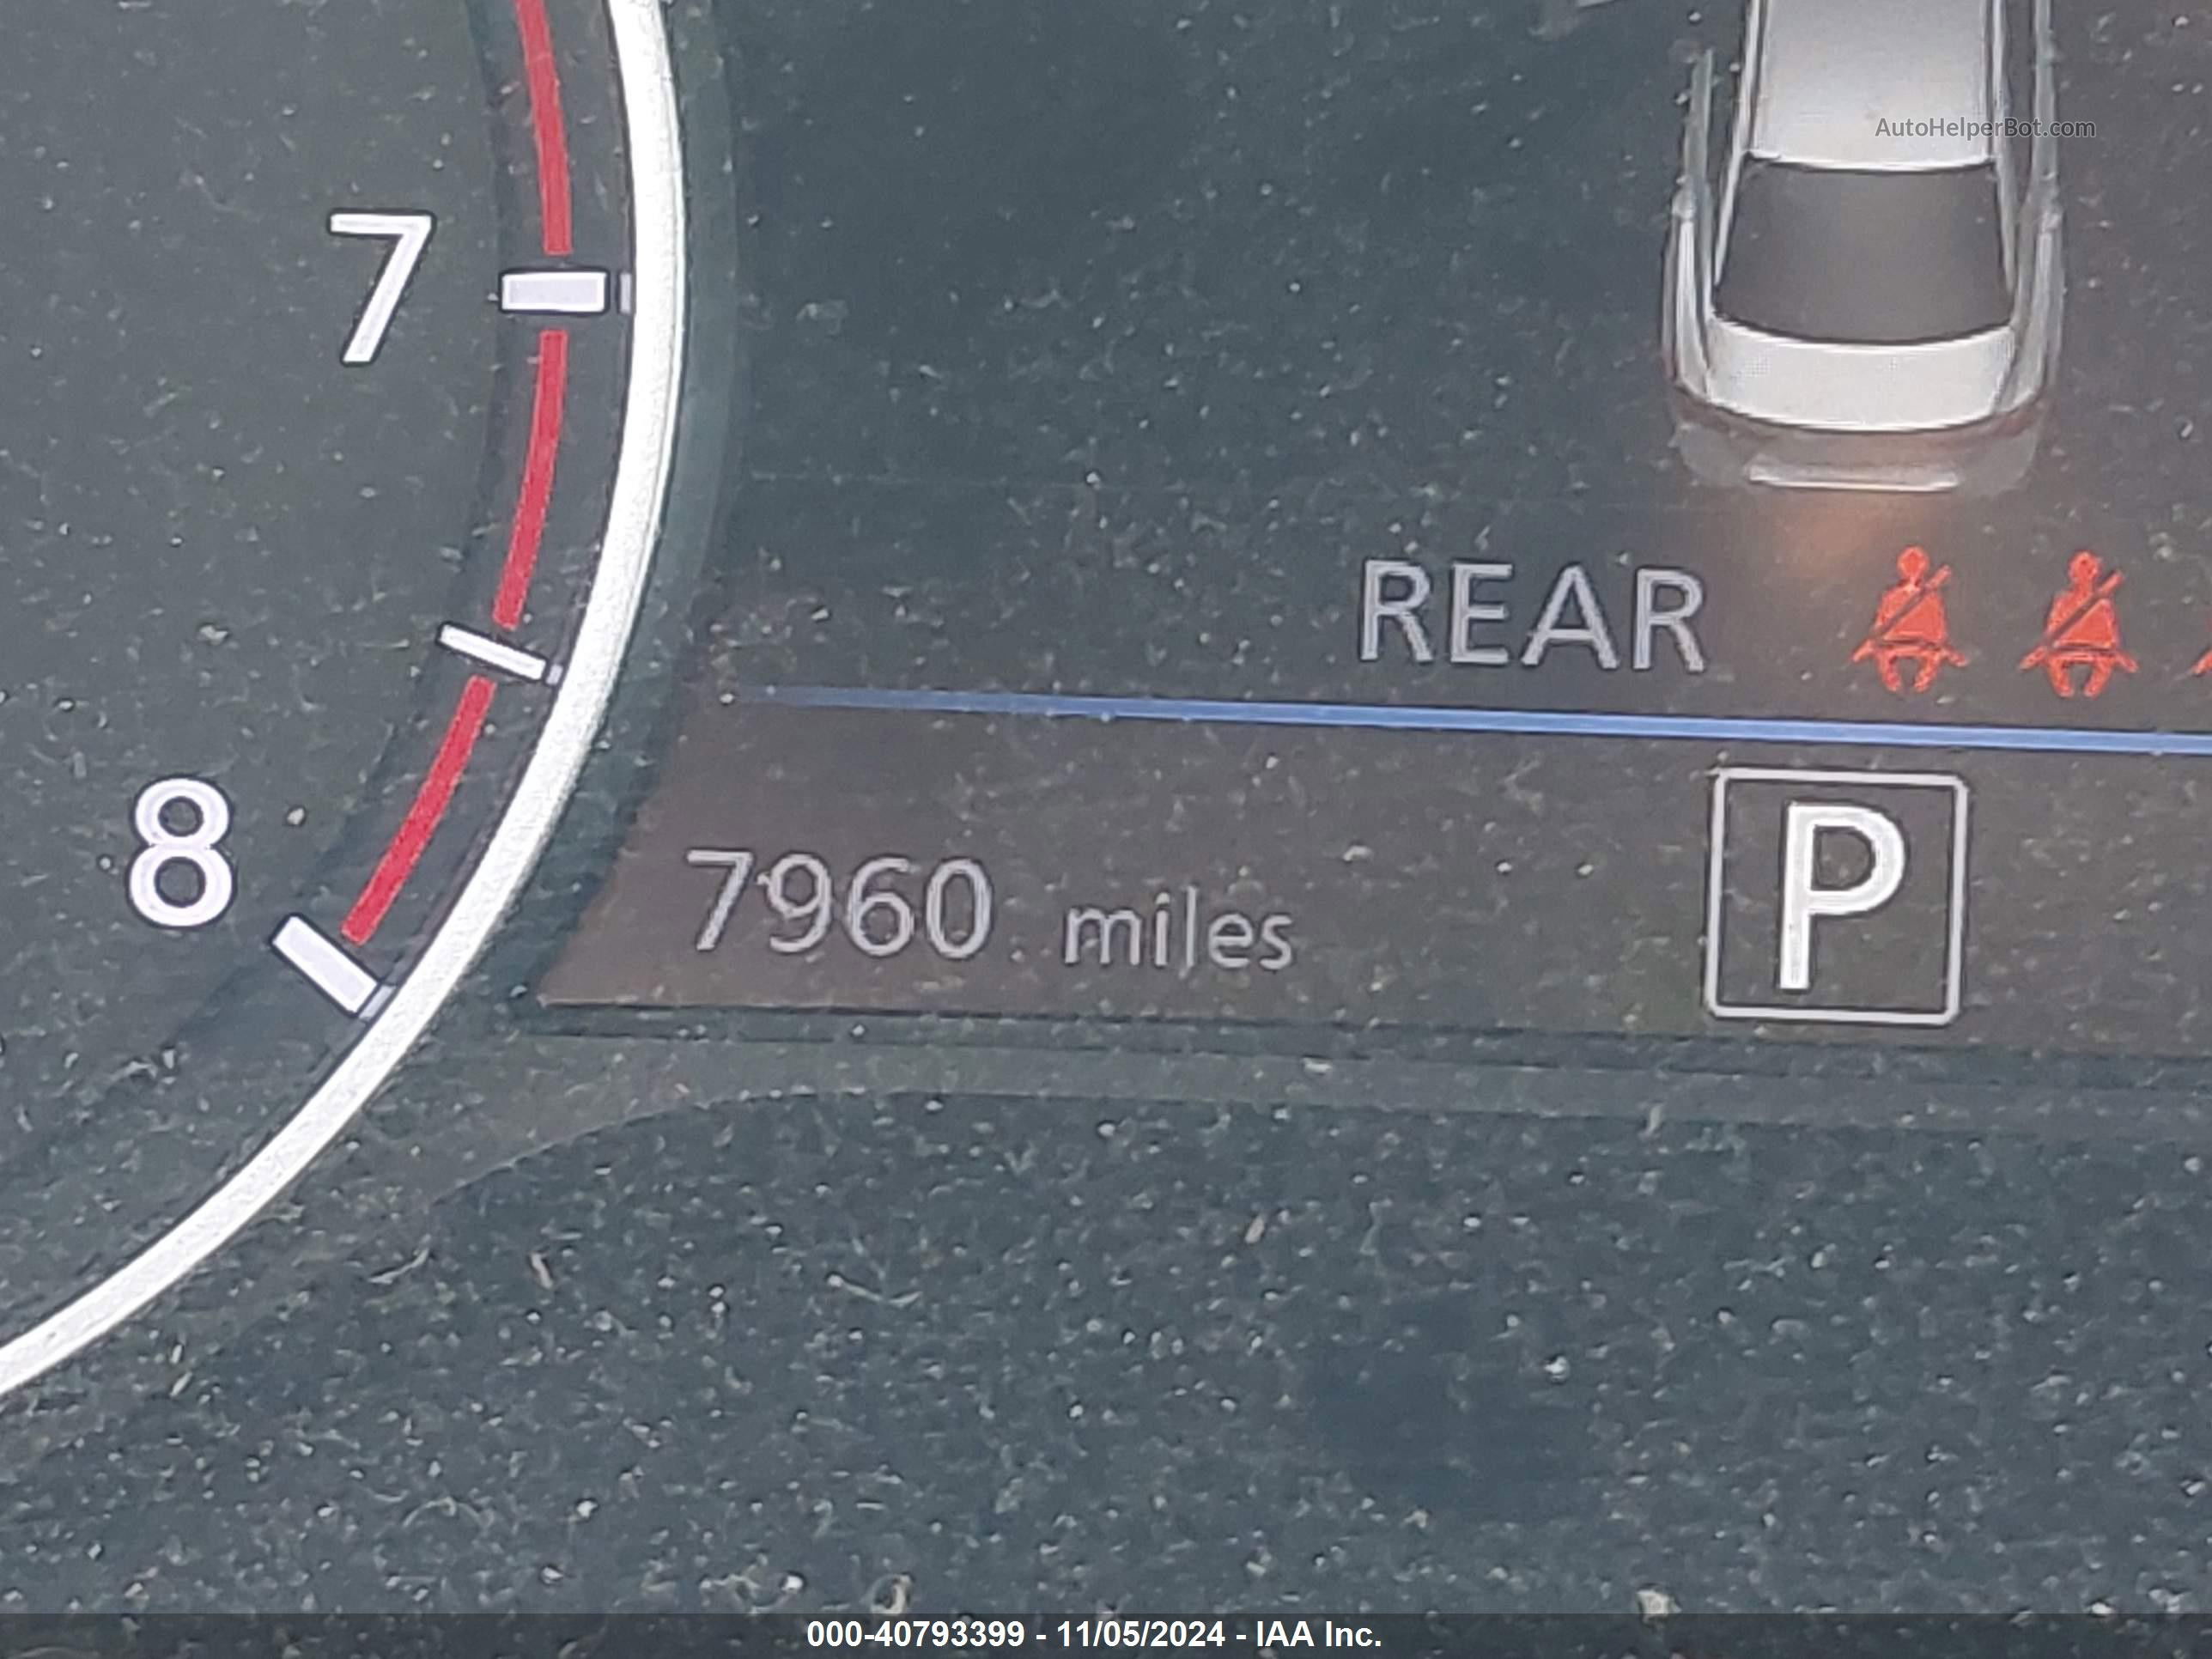 AutoHelperBot.com
7
REAR
8
7960 miles
P
000-40793399 - 11/05/2024 - IAA Inc.